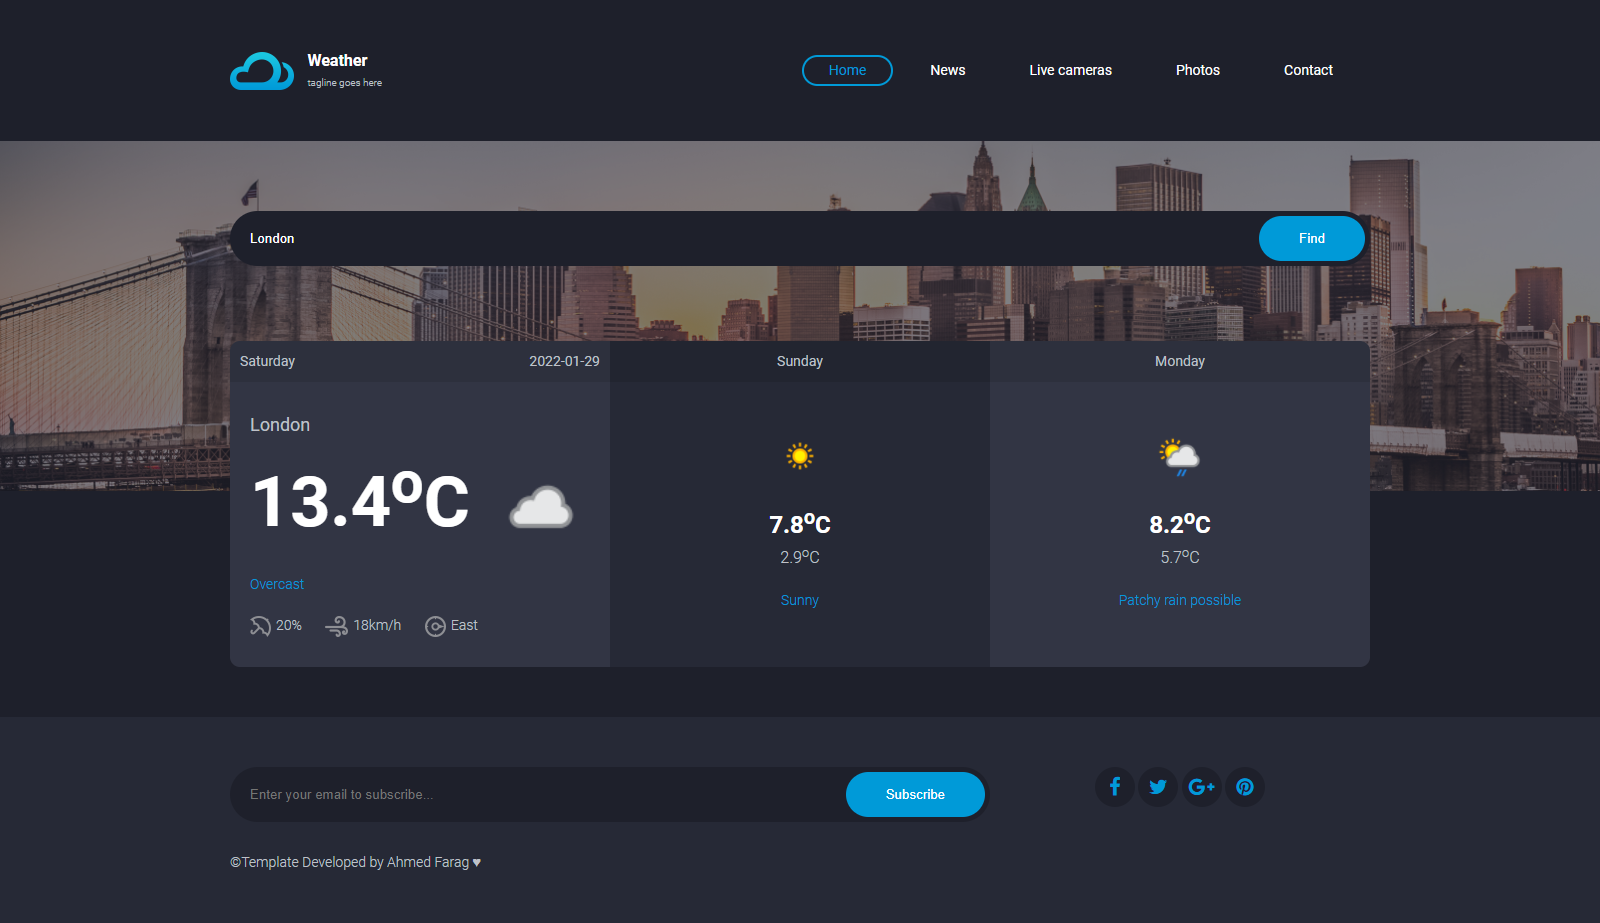 Weather
tagline goes here
Home News Live cameras Photos Contact
London
Find
Saturday 2022-01-29
London
13.4°C
Overcast
20% 18km/h East
Sunday
7.8°C
2.9°C
Sunny
Monday
8.2°C
5.7°C
Patchy rain possible
Enter your email to subscribe...
Subscribe
©Template Developed by Ahmed Farag ♥